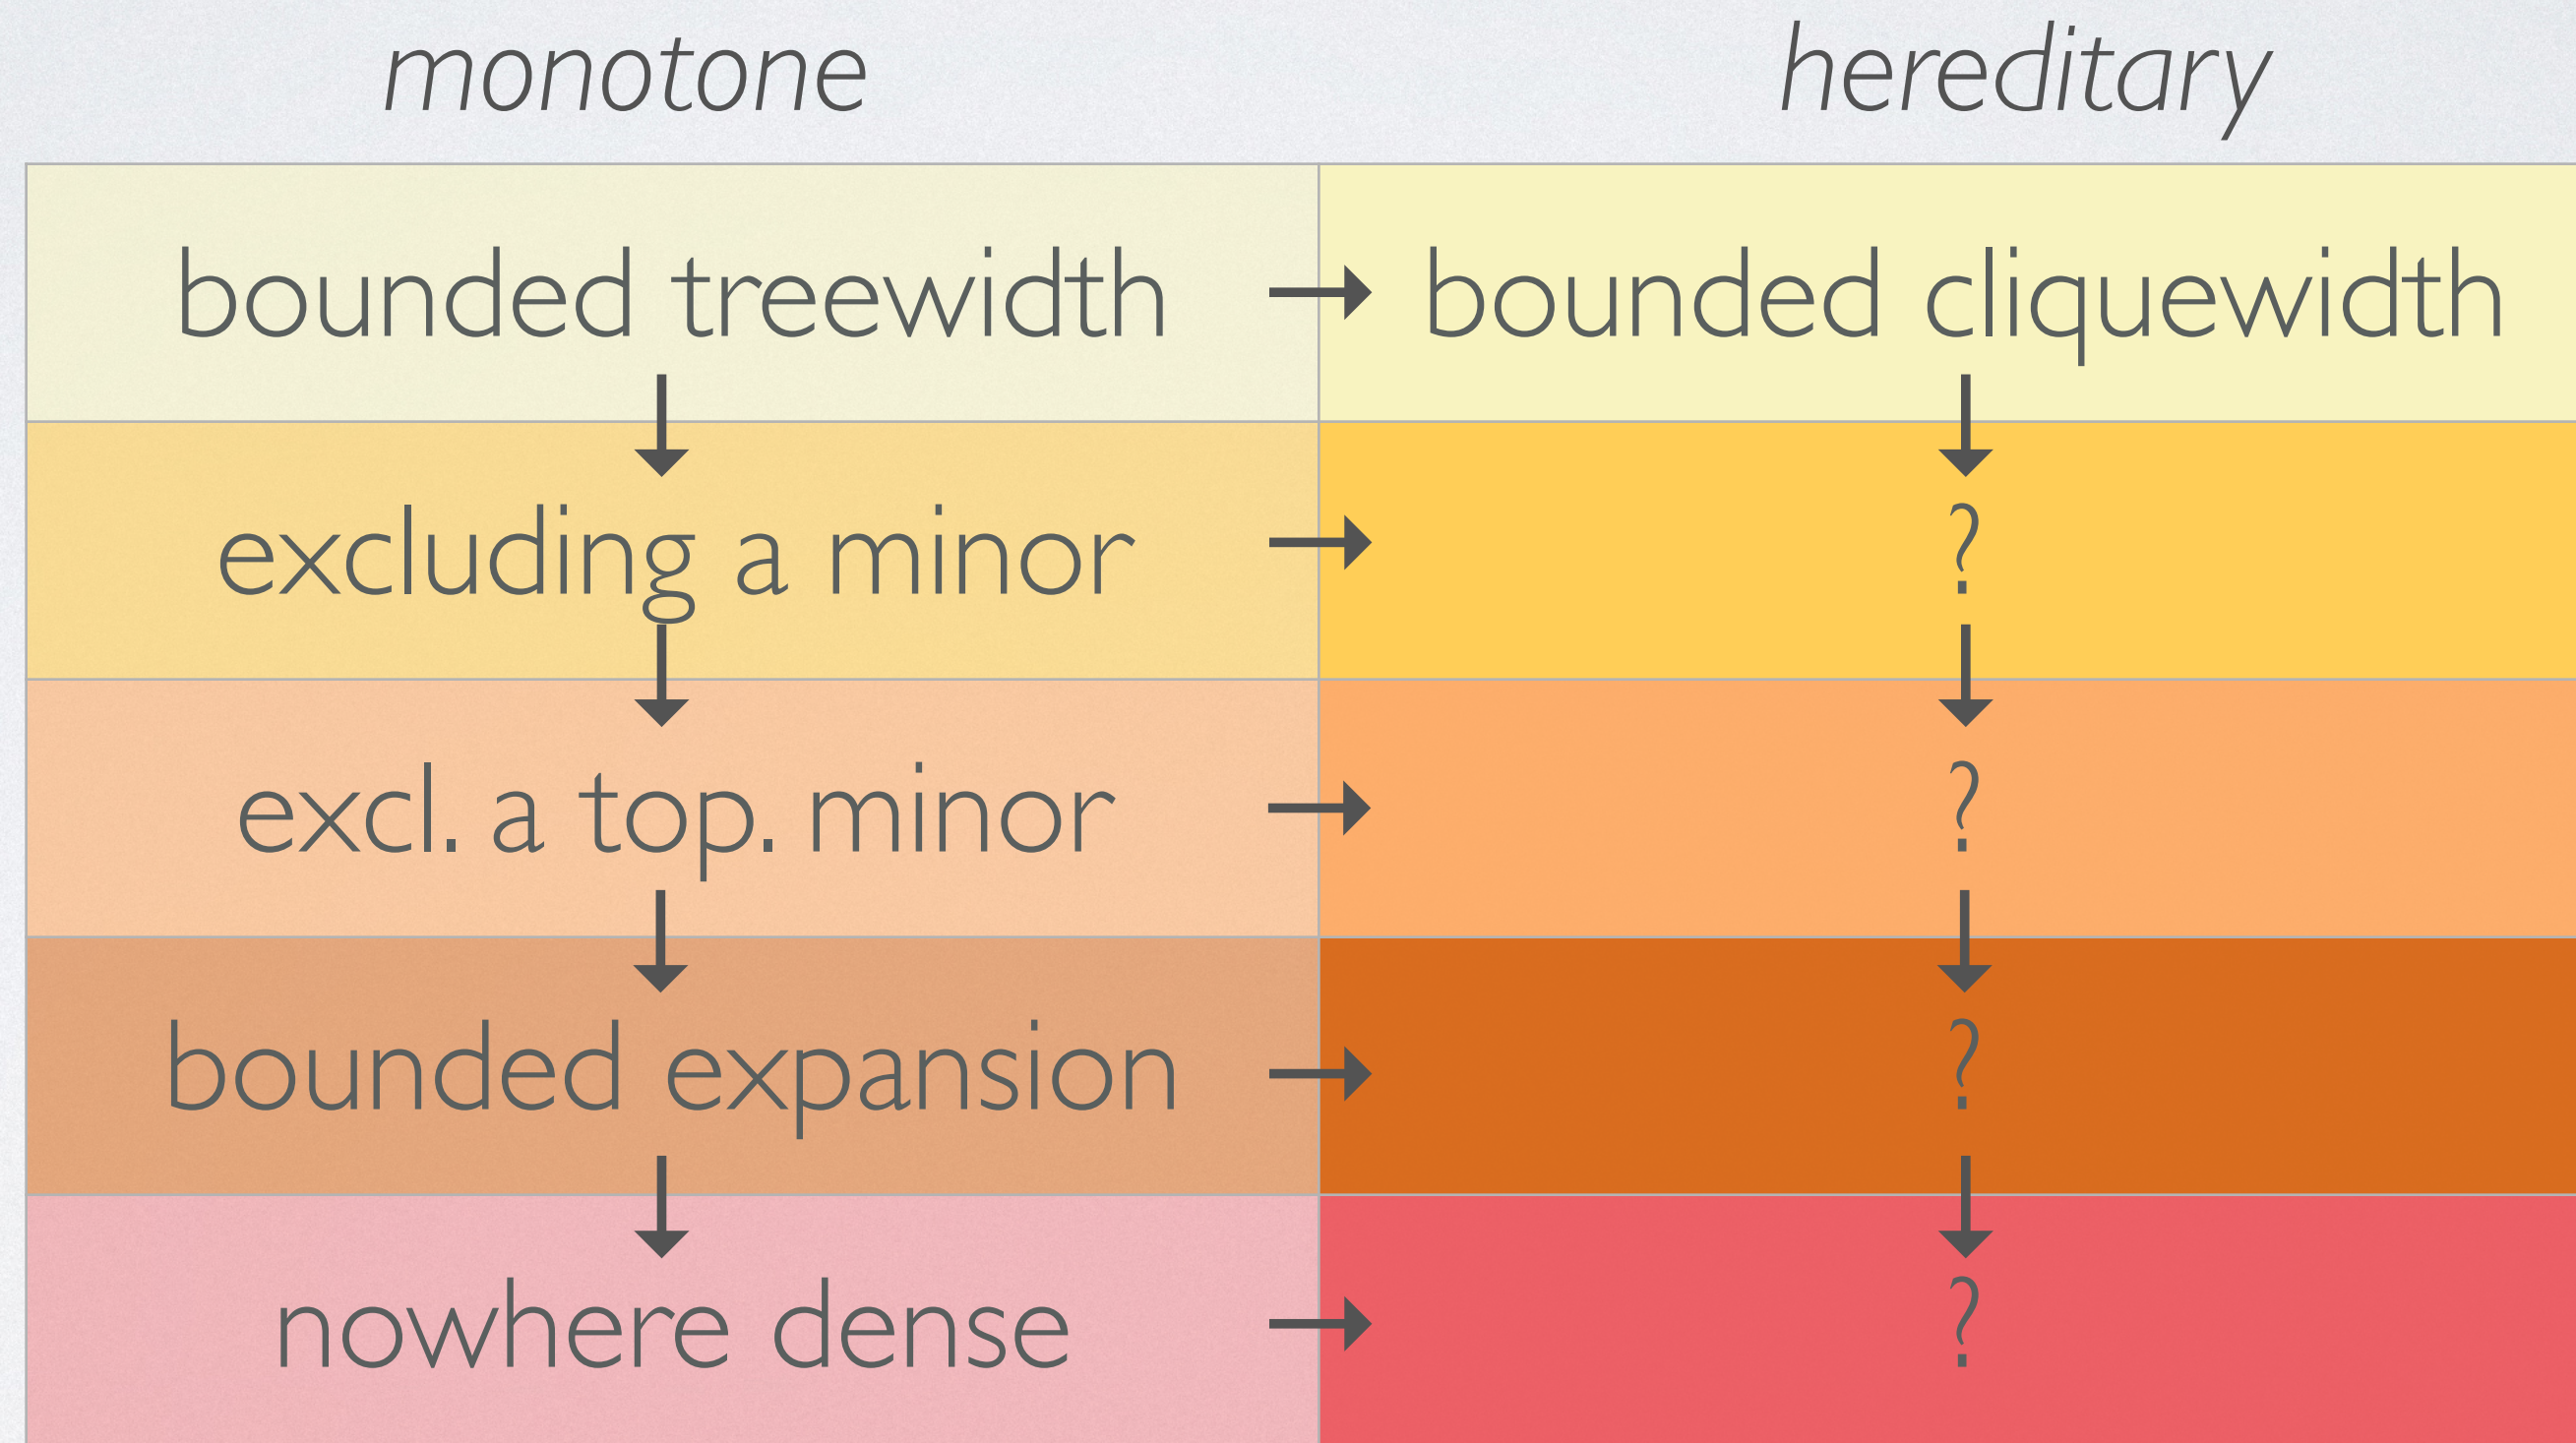 monotone hereditary
bounded treewidth → bounded cliquewidth
excluding a minor → ?
excl. a top. minor → ?
bounded expansion → ?
nowhere dense → ?